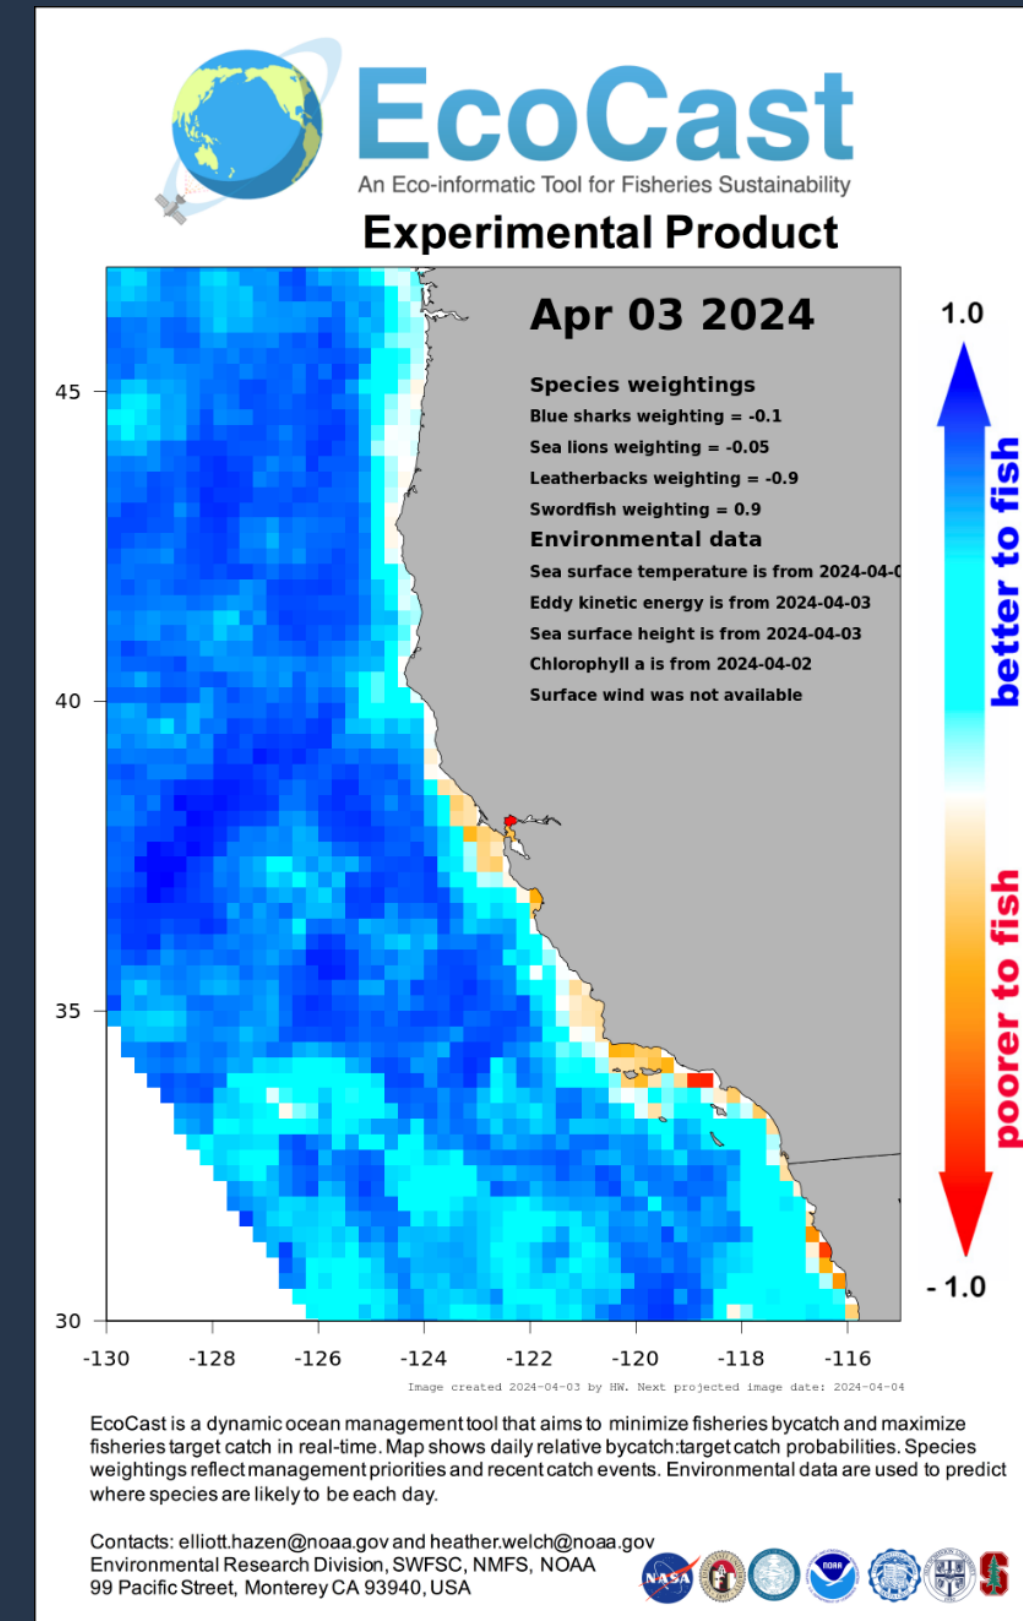 EcoCast
An Eco-informatic Tool for Fisheries Sustainability
Experimental Product
Apr 03 2024
Species weightings
Blue sharks weighting = -0.1
Sea lions weighting = -0.05
Leatherbacks weighting = -0.9
Swordfish weighting = 0.9
Environmental data
Sea surface temperature is from 2024-04-0
Eddy kinetic energy is from 2024-04-03
Sea surface height is from 2024-04-03
Chlorophyll a is from 2024-04-02
Surface wind was not available
1.0
better to fish
poorer to fish
- 1.0
45
40
35
30
-130 -128 -126 -124 -122 -120 -118 -116
Image created 2024-04-03 by HW. Next projected image date: 2024-04-04
EcoCast is a dynamic ocean management tool that aims to minimize fisheries bycatch and maximize
fisheries target catch in real-time. Map shows daily relative bycatch:target catch probabilities. Species
weightings reflect management priorities and recent catch events. Environmental data are used to predict
where species are likely to be each day.
Contacts: elliott.hazen@noaa.gov and heather.welch@noaa.gov
Environmental Research Division, SWFSC, NMFS, NOAA
99 Pacific Street, Monterey CA 93940, USA
NASA
NOAA